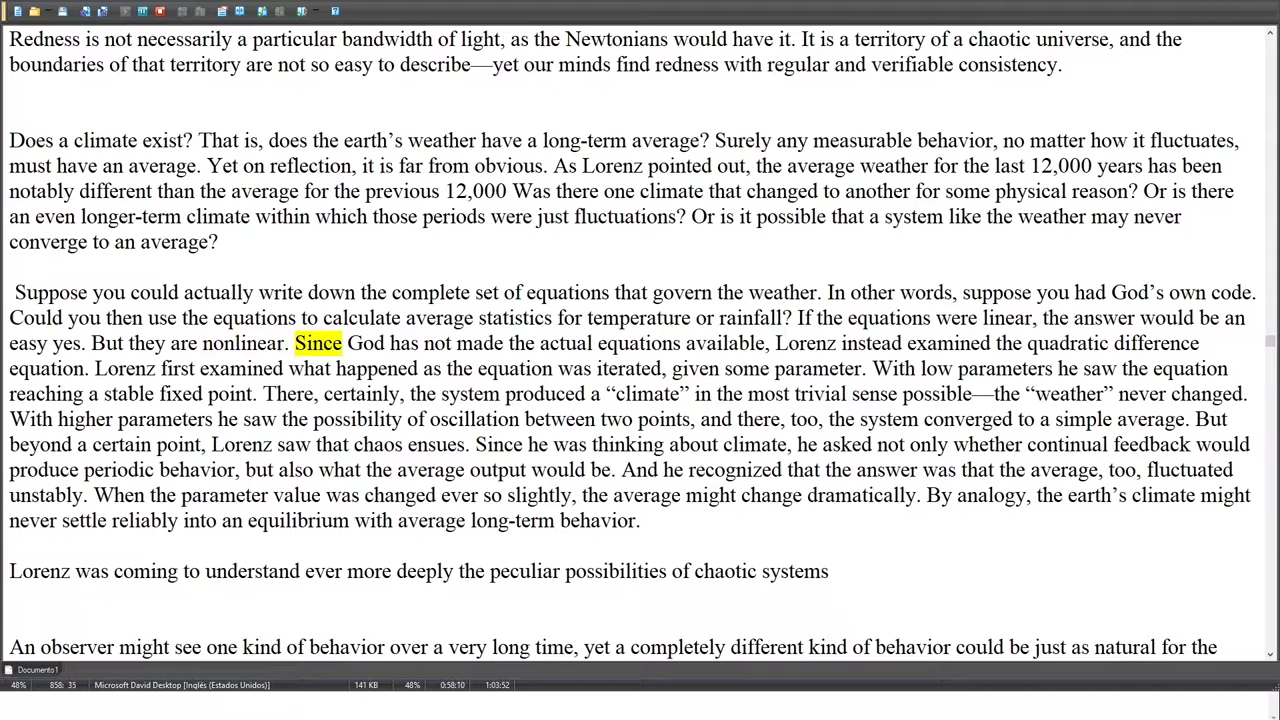 Redness is not necessarily a particular bandwidth of light, as the Newtonians would have it. It is a territory of a chaotic universe, and the
boundaries of that territory are not so easy to describe—yet our minds find redness with regular and verifiable consistency.
Does a climate exist? That is, does the earth’s weather have a long-term average? Surely any measurable behavior, no matter how it fluctuates,
must have an average. Yet on reflection, it is far from obvious. As Lorenz pointed out, the average weather for the last 12,000 years has been
notably different than the average for the previous 12,000 Was there one climate that changed to another for some physical reason? Or is there
an even longer-term climate within which those periods were just fluctuations? Or is it possible that a system like the weather may never
converge to an average?
Suppose you could actually write down the complete set of equations that govern the weather. In other words, suppose you had God’s own code.
Could you then use the equations to calculate average statistics for temperature or rainfall? If the equations were linear, the answer would be an
easy yes. But they are nonlinear. Since God has not made the actual equations available, Lorenz instead examined the quadratic difference
equation. Lorenz first examined what happened as the equation was iterated, given some parameter. With low parameters he saw the equation
reaching a stable fixed point. There, certainly, the system produced a “climate” in the most trivial sense possible—the “weather” never changed.
With higher parameters he saw the possibility of oscillation between two points, and there, too, the system converged to a simple average. But
beyond a certain point, Lorenz saw that chaos ensues. Since he was thinking about climate, he asked not only whether continual feedback would
produce periodic behavior, but also what the average output would be. And he recognized that the answer was that the average, too, fluctuated
unstably. When the parameter value was changed ever so slightly, the average might change dramatically. By analogy, the earth’s climate might
never settle reliably into an equilibrium with average long-term behavior.
Lorenz was coming to understand ever more deeply the peculiar possibilities of chaotic systems
An observer might see one kind of behavior over a very long time, yet a completely different kind of behavior could be just as natural for the
Documento1
48% 858: 35 Microsoft David Desktop [Inglés (Estados Unidos)] 141 KB 48% 0:58:10 1:03:52